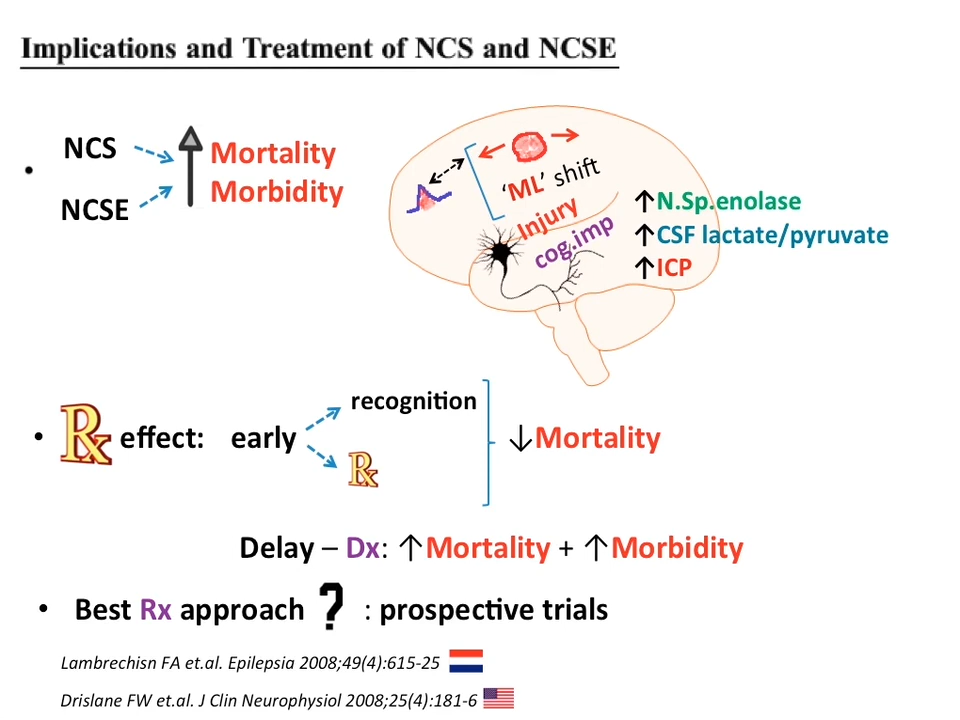 Implications and Treatment of NCS and NCSE
• NCS
NCSE
Mortality
Morbidity
'ML' shift
Injury
cog.imp
↑N.Sp.enolase
↑CSF lactate/pyruvate
↑ICP
• Rx effect: early
recognition
Rx
↓Mortality
Delay – Dx: ↑Mortality + ↑Morbidity
• Best Rx approach ? : prospective trials
Lambrechisn FA et.al. Epilepsia 2008;49(4):615-25
Drislane FW et.al. J Clin Neurophysiol 2008;25(4):181-6